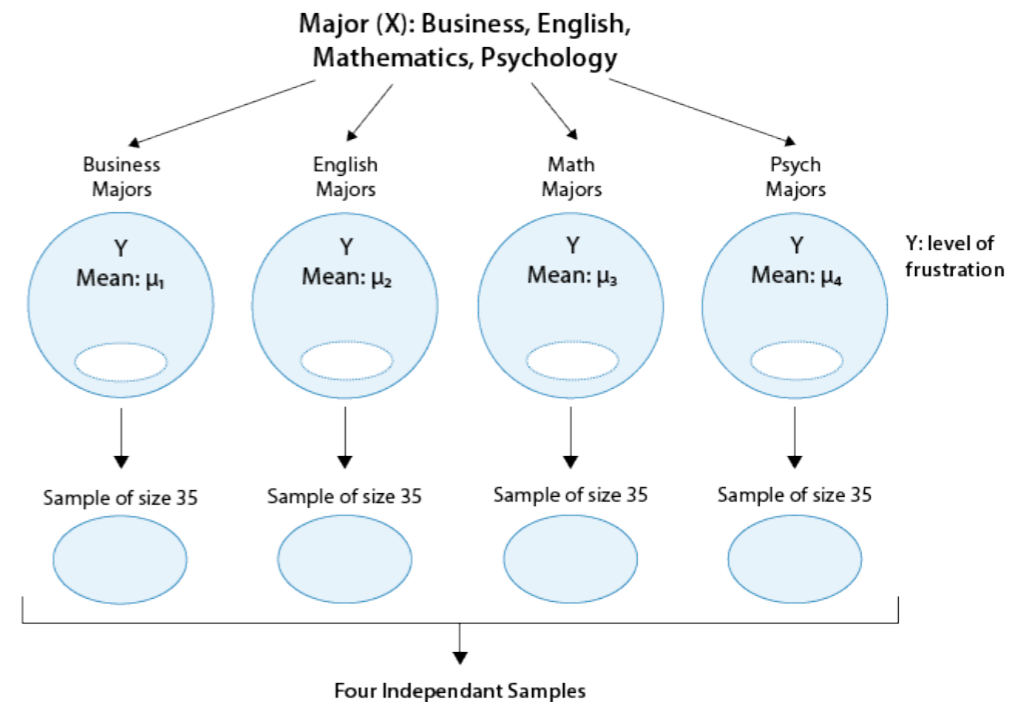 Major (X): Business, English,
Mathematics, Psychology
Business
Majors
English
Majors
Math
Majors
Psych
Majors
Y
Mean: μ₁
Y
Mean: μ₂
Y
Mean: μ₃
Y
Mean: μ₄
Y: level of
frustration
Sample of size 35
Sample of size 35
Sample of size 35
Sample of size 35
Four Independant Samples